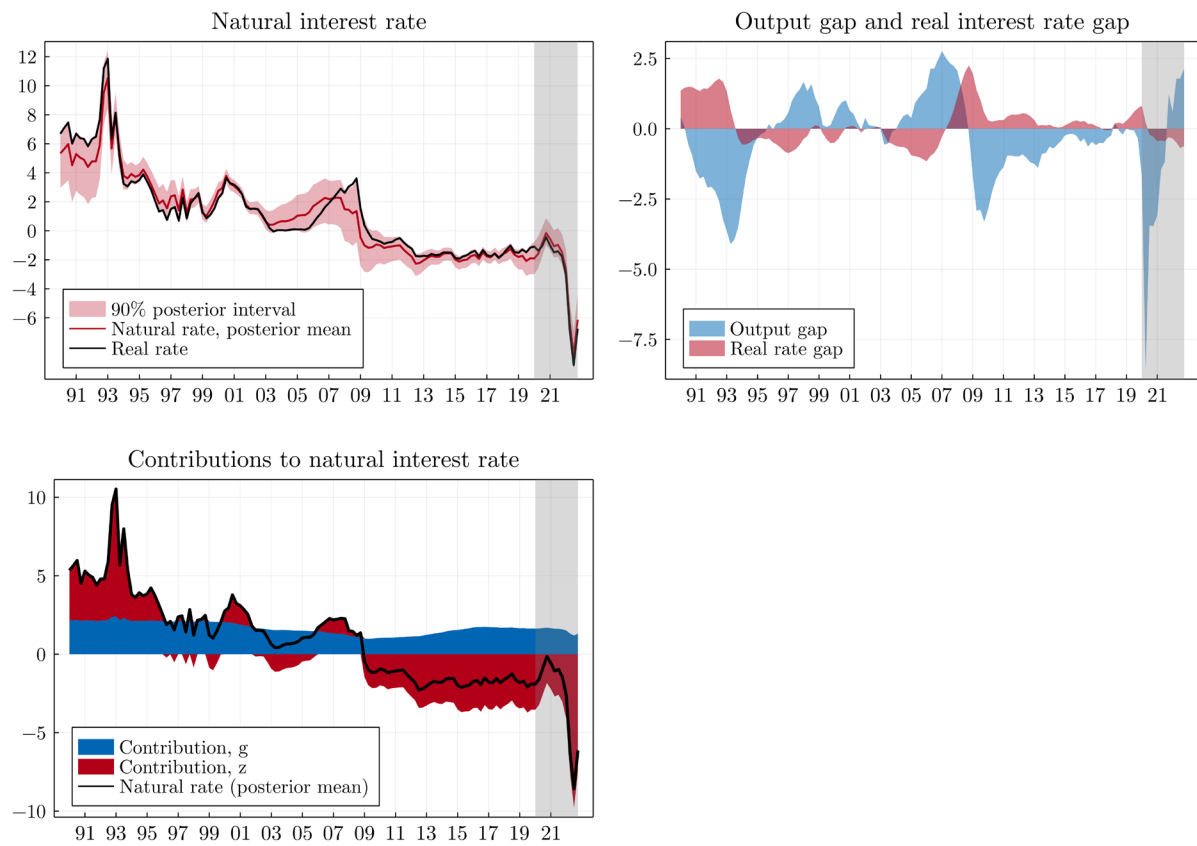 Natural interest rate
12
10
8
6
4
2
0
−2
−4
−6
90% posterior interval
Natural rate, posterior mean
Real rate
91 93 95 97 99 01 03 05 07 09 11 13 15 17 19 21
Output gap and real interest rate gap
2.5
0.0
−2.5
−5.0
−7.5
Output gap
Real rate gap
91 93 95 97 99 01 03 05 07 09 11 13 15 17 19 21
Contributions to natural interest rate
10
5
0
−5
−10
Contribution, g
Contribution, z
Natural rate (posterior mean)
91 93 95 97 99 01 03 05 07 09 11 13 15 17 19 21